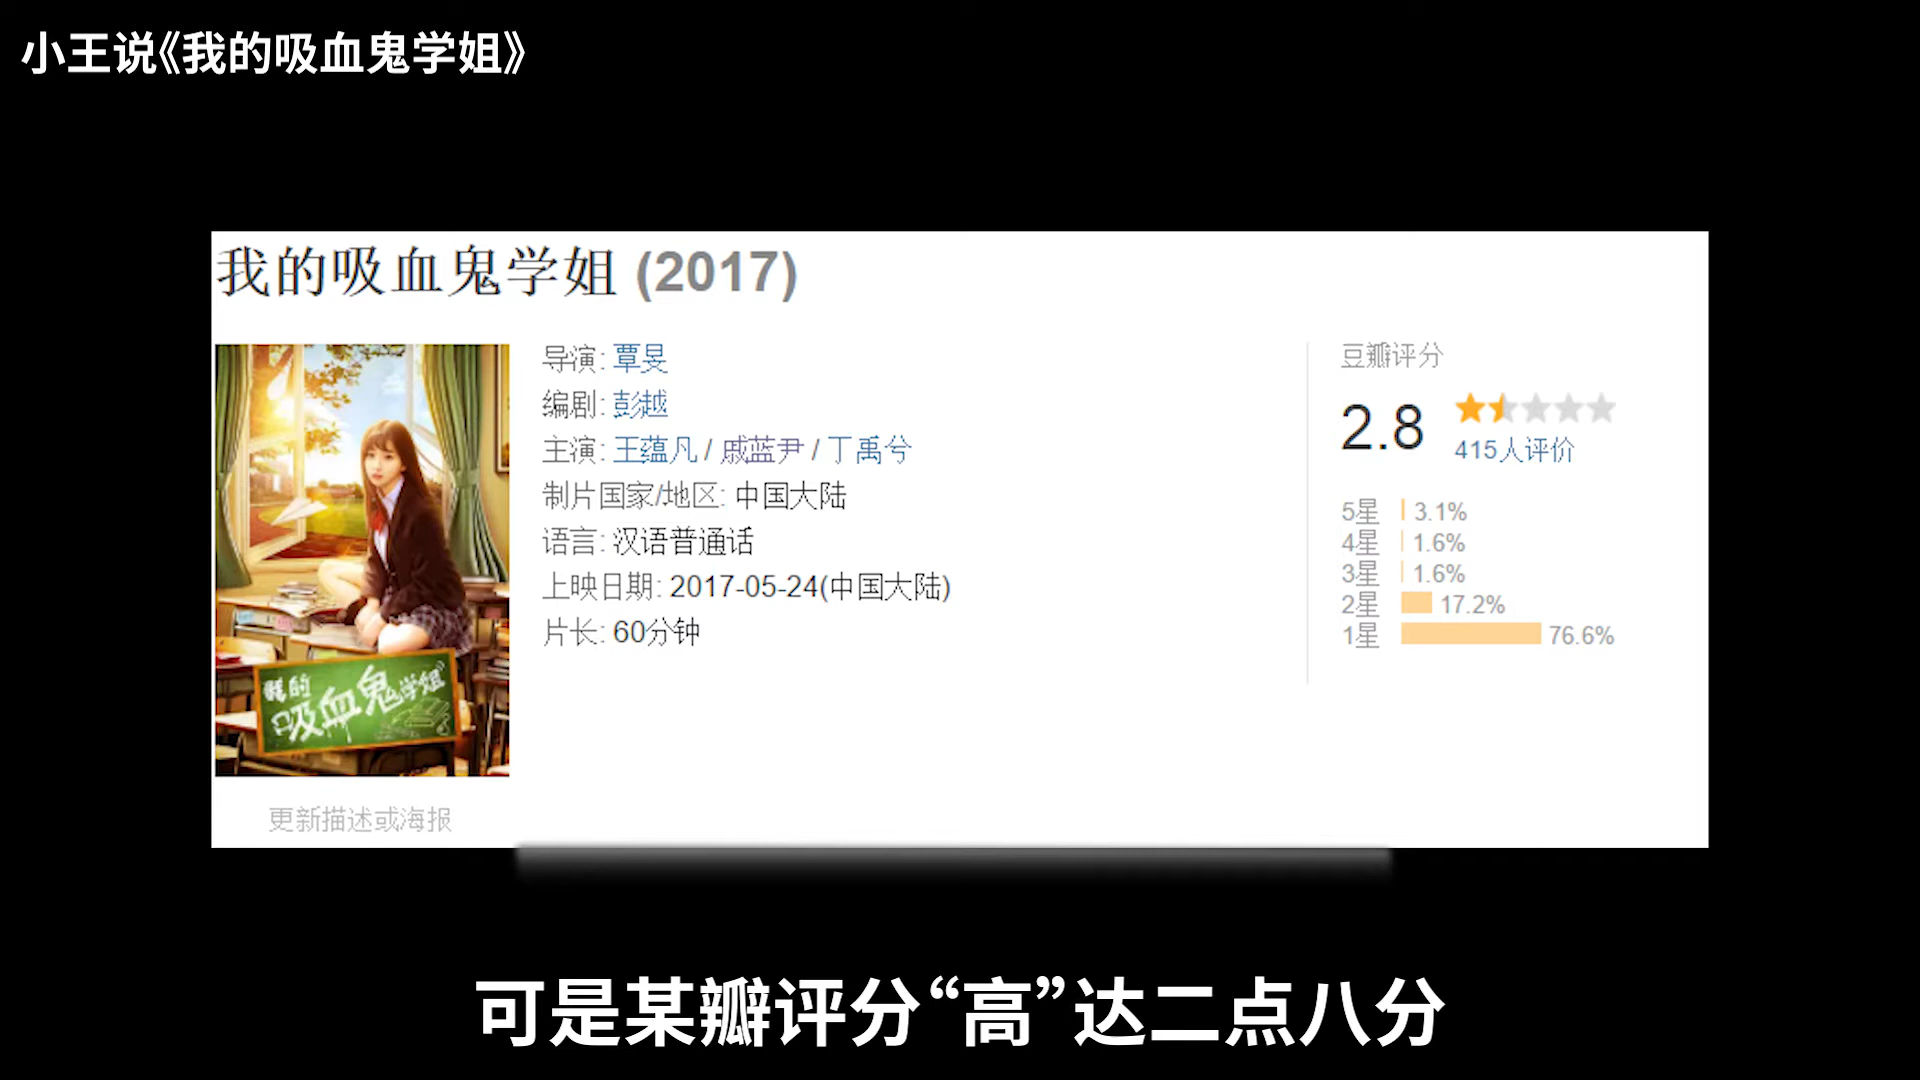 小王说《我的吸血鬼学姐》
我的吸血鬼学姐 (2017)
导演: 覃旻
编剧: 彭越
主演: 王蕴凡 / 戚蓝尹 / 丁禹兮
制片国家/地区: 中国大陆
语言: 汉语普通话
上映日期: 2017-05-24(中国大陆)
片长: 60分钟
豆瓣评分
2.8
415人评价
5星 3.1%
4星 1.6%
3星 1.6%
2星 17.2%
1星 76.6%
我的
吸血鬼学姐
更新描述或海报
可是某瓣评分“高”达二点八分